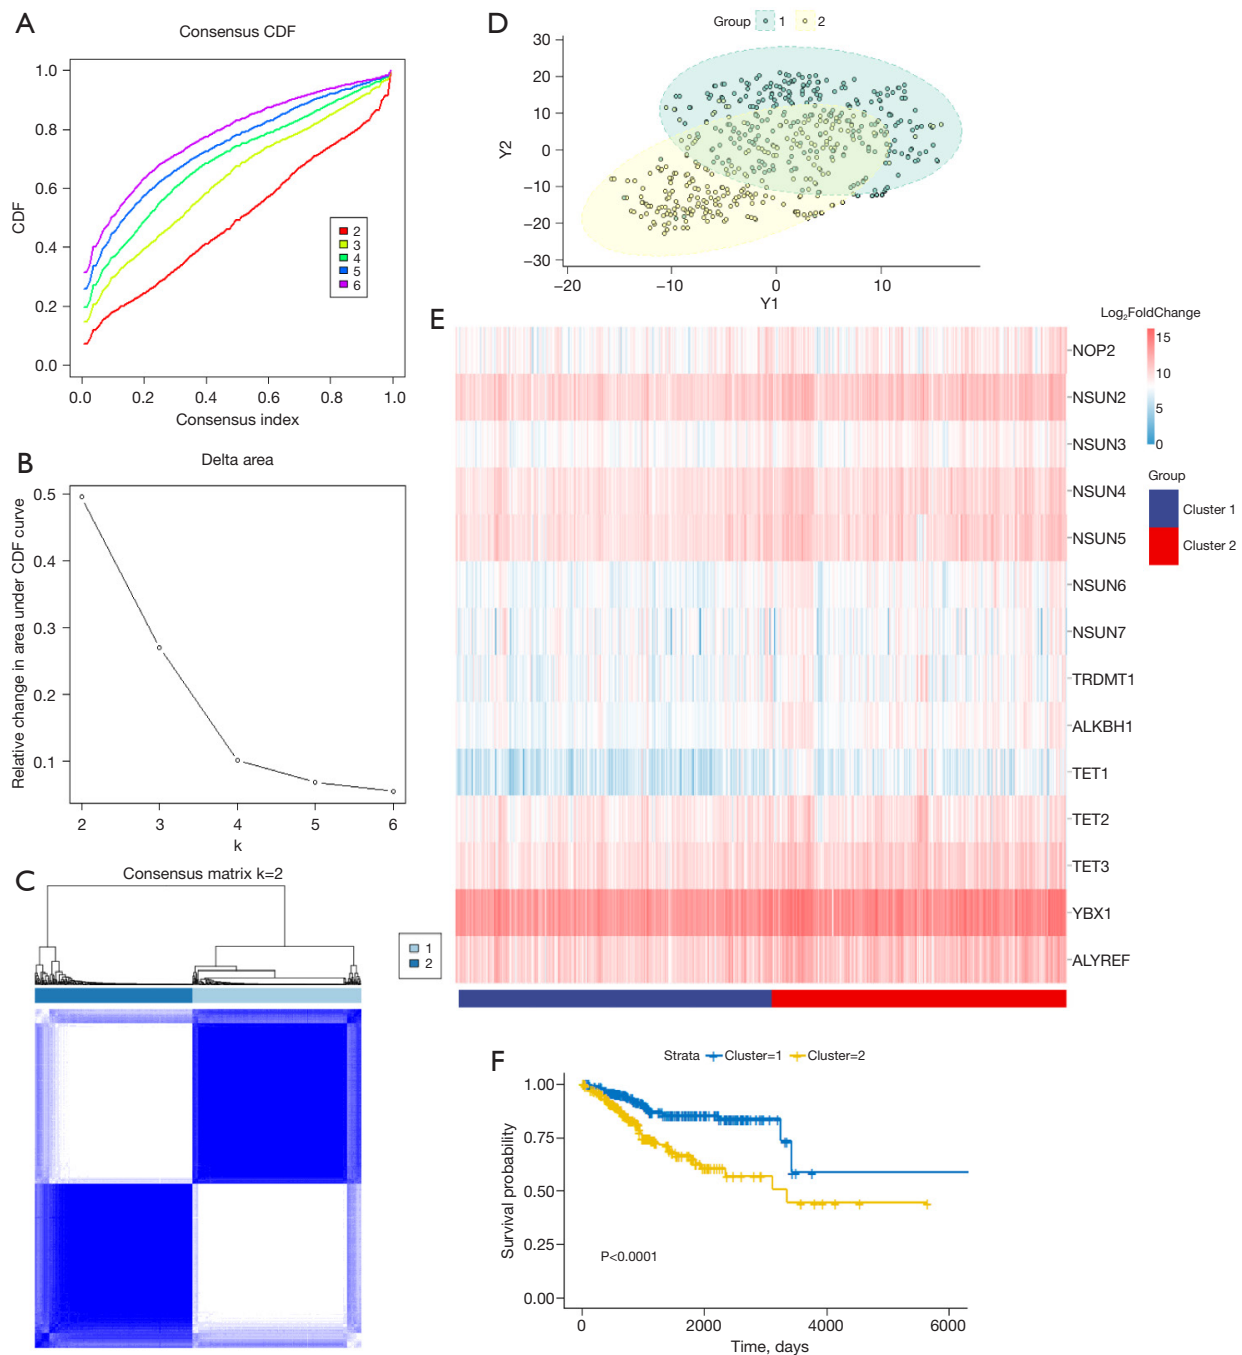 A
Consensus CDF
1.0
0.8
0.6
0.4
0.2
0.0
CDF
2
3
4
5
6
0.0 0.2 0.4 0.6 0.8 1.0
Consensus index
B
Delta area
0.5
0.4
0.3
0.2
0.1
Relative change in area under CDF curve
2 3 4 5 6
k
C
Consensus matrix k=2
1
2
D
Group 1 2
30
20
10
0
−10
−20
−30
Y2
−20 −10 0 10
Y1
E
Log2FoldChange
15
10
5
0
Group
Cluster 1
Cluster 2
NOP2
NSUN2
NSUN3
NSUN4
NSUN5
NSUN6
NSUN7
TRDMT1
ALKBH1
TET1
TET2
TET3
YBX1
ALYREF
F
Strata Cluster=1 Cluster=2
1.00
0.75
0.50
0.25
0.00
Survival probability
P<0.0001
0 2000 4000 6000
Time, days